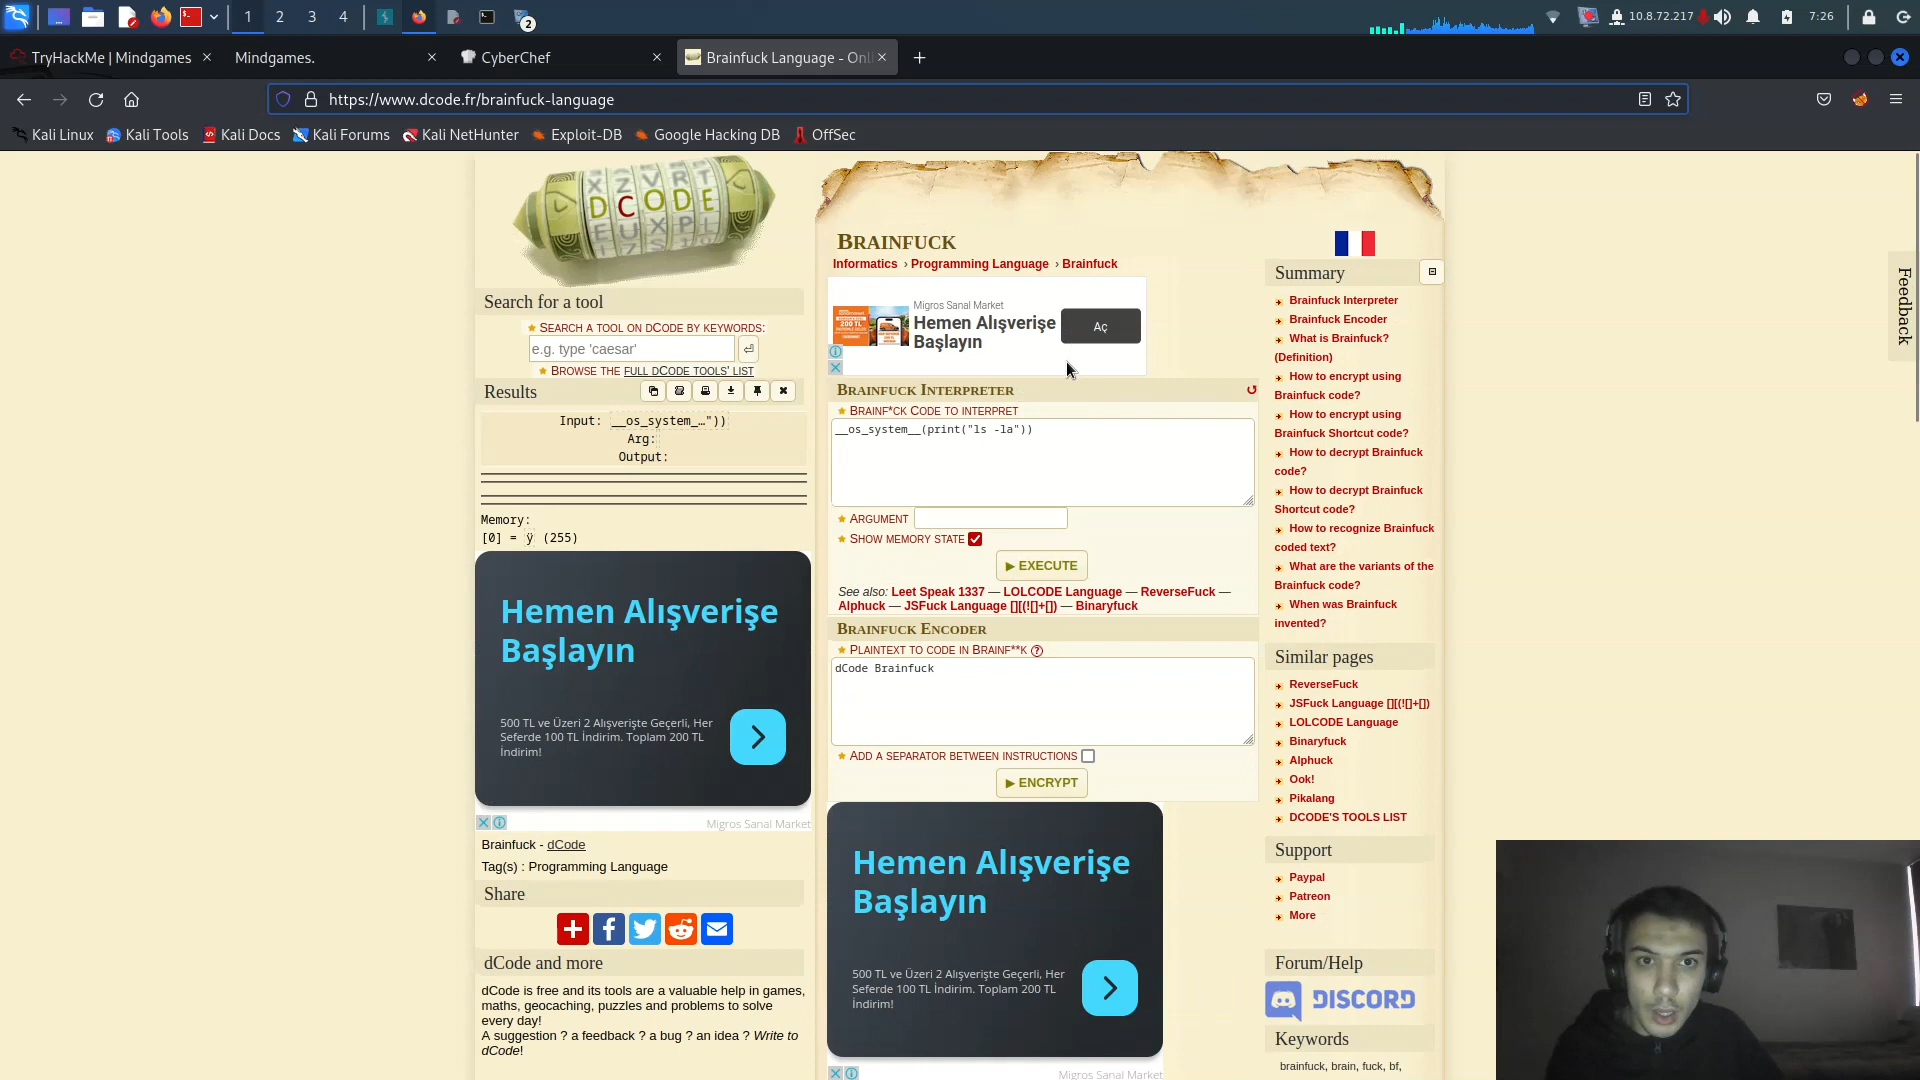 1
2
3
4
2
10.8.72.217
7:26
TryHackMe | Mindgames
Mindgames.
CyberChef
Brainfuck Language - Onl
https://www.dcode.fr/brainfuck-language
Kali Linux
Kali Tools
Kali Docs
Kali Forums
Kali NetHunter
Exploit-DB
Google Hacking DB
OffSec
DCODE
Search for a tool
SEARCH A TOOL ON DCODE BY KEYWORDS:
e.g. type 'caesar'
BROWSE THE FULL DCODE TOOLS' LIST
Results
Input: __os_system_…"))
Arg:
Output:
Memory:
[0] = ÿ (255)
Hemen Alışverişe
Başlayın
500 TL ve Üzeri 2 Alışverişte Geçerli, Her
Seferde 100 TL İndirim. Toplam 200 TL
İndirim!
Migros Sanal Market
Brainfuck - dCode
Tag(s) : Programming Language
Share
dCode and more
dCode is free and its tools are a valuable help in games,
maths, geocaching, puzzles and problems to solve
every day!
A suggestion ? a feedback ? a bug ? an idea ? Write to
dCode!
BRAINFUCK
Informatics › Programming Language › Brainfuck
Migros Sanal Market
Hemen Alışverişe
Başlayın
Aç
BRAINFUCK INTERPRETER
BRAINF*CK CODE TO INTERPRET
__os_system__(print("ls -la"))
ARGUMENT
SHOW MEMORY STATE
▶ EXECUTE
See also: Leet Speak 1337 — LOLCODE Language — ReverseFuck —
Alphuck — JSFuck Language [][(![]+[]) — Binaryfuck
BRAINFUCK ENCODER
PLAINTEXT TO CODE IN BRAINF**K ?
dCode Brainfuck
ADD A SEPARATOR BETWEEN INSTRUCTIONS
▶ ENCRYPT
Hemen Alışverişe
Başlayın
500 TL ve Üzeri 2 Alışverişte Geçerli, Her
Seferde 100 TL İndirim. Toplam 200 TL
İndirim!
Migros Sanal Market
Summary
Brainfuck Interpreter
Brainfuck Encoder
What is Brainfuck?
(Definition)
How to encrypt using
Brainfuck code?
How to encrypt using
Brainfuck Shortcut code?
How to decrypt Brainfuck
code?
How to decrypt Brainfuck
Shortcut code?
How to recognize Brainfuck
coded text?
What are the variants of the
Brainfuck code?
When was Brainfuck
invented?
Similar pages
ReverseFuck
JSFuck Language [][(![]+[])
LOLCODE Language
Binaryfuck
Alphuck
Ook!
Pikalang
DCODE'S TOOLS LIST
Support
Paypal
Patreon
More
Forum/Help
DISCORD
Keywords
brainfuck, brain, fuck, bf,
Feedback